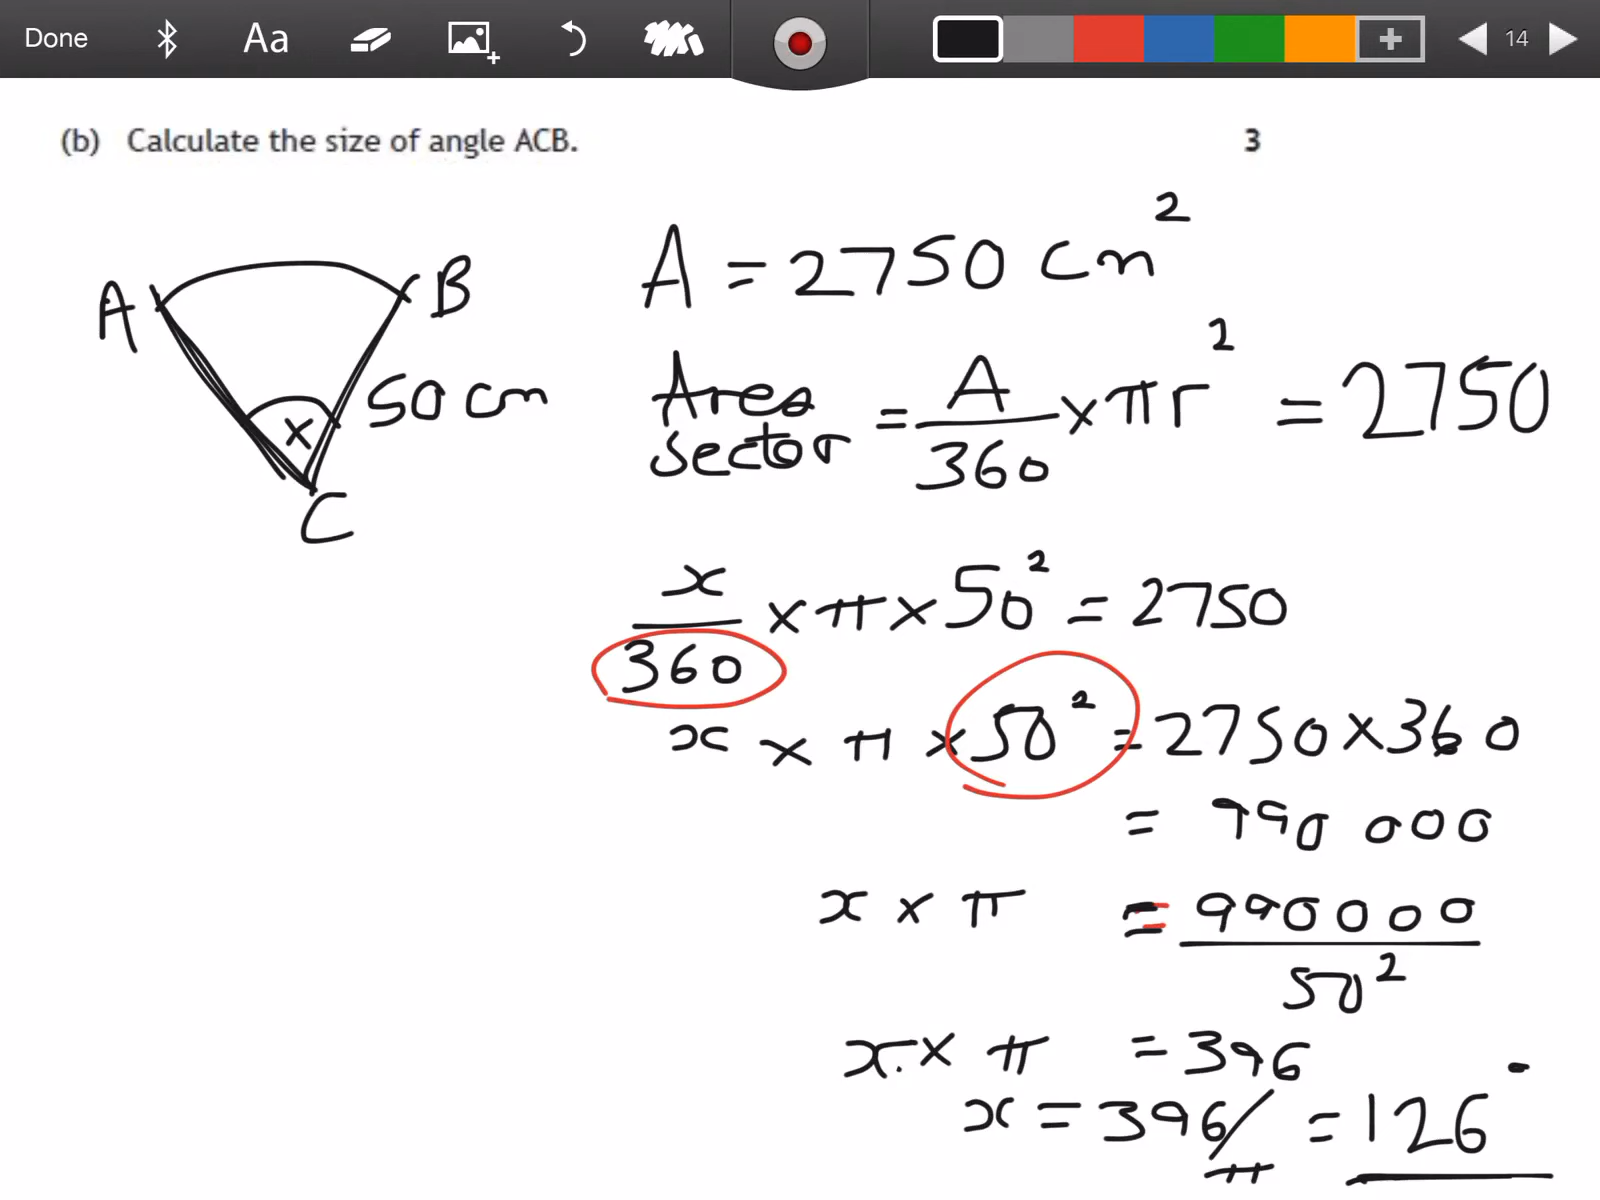 Done Aa 14
(b) Calculate the size of angle ACB. 3
A = 2750 cm²
A B
Area sector = A/360 × πr² = 2750
50 cm
x
C
x/360 × π × 50² = 2750
x × π × 50² = 2750 × 360
= 990 000
x × π = 990000/50²
x × π = 396
x = 396/π = 126°